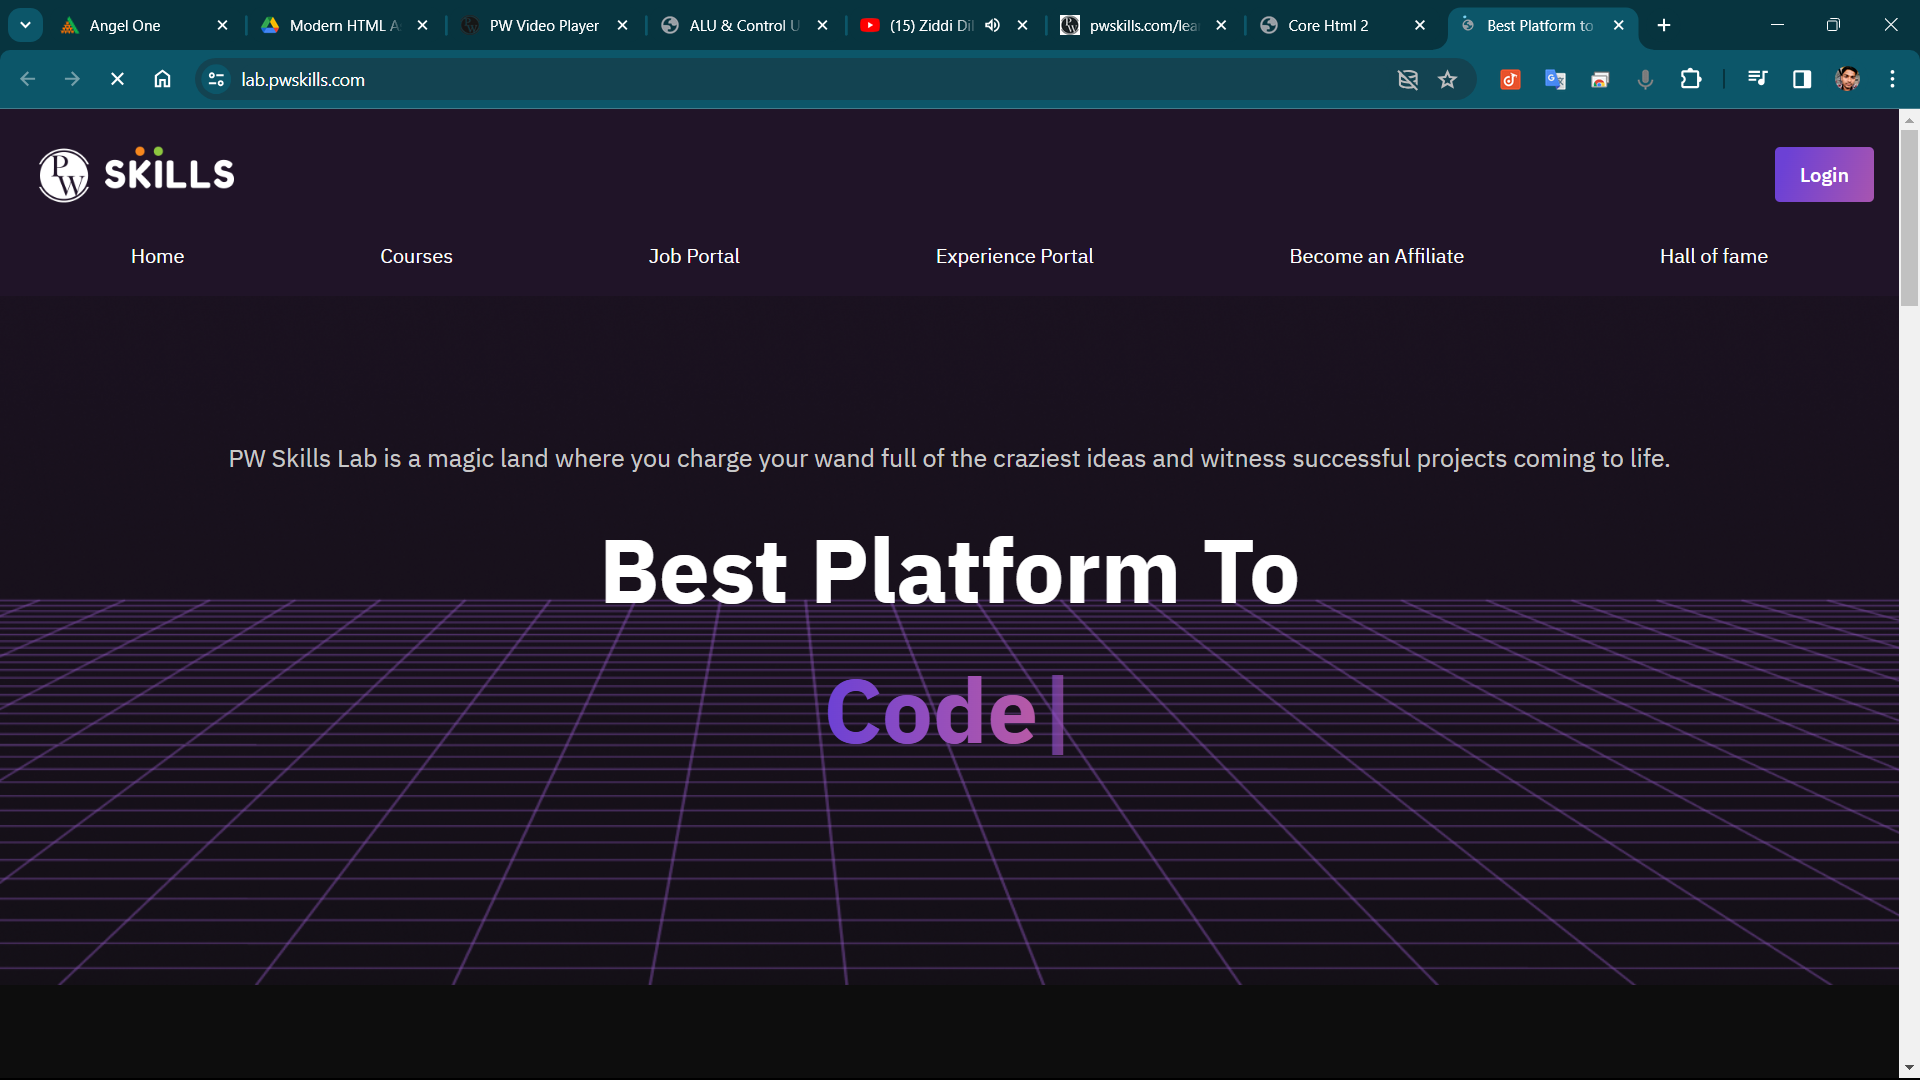 Angel One
Modern HTML A
PW Video Player
ALU & Control U
(15) Ziddi Dil
pwskills.com/lea
Core Html 2
Best Platform to
lab.pwskills.com
PW SKILLS
Login
Home
Courses
Job Portal
Experience Portal
Become an Affiliate
Hall of fame
PW Skills Lab is a magic land where you charge your wand full of the craziest ideas and witness successful projects coming to life.
Best Platform To
Code|